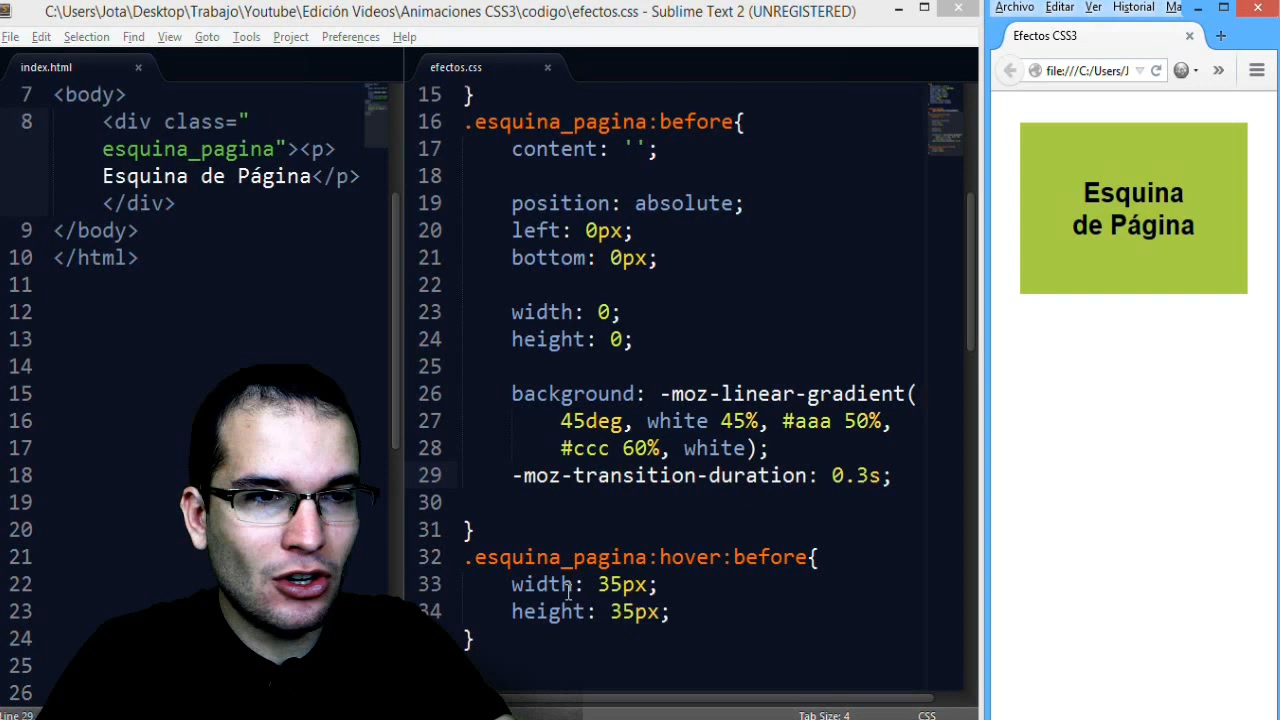 C:\Users\Jota\Desktop\Trabajo\Youtube\Edición Videos\Animaciones CSS3\codigo\efectos.css - Sublime Text 2 (UNREGISTERED)
File Edit Selection Find View Goto Tools Project Preferences Help
index.html
7 <body>
8 <div class="
esquina_pagina"><p>
Esquina de Página</p>
</div>
9 </body>
10 </html>
11
12
13
14
15
16
17
18
19
20
21
22
23
24
25
26
Line 29
efectos.css
15 }
16 .esquina_pagina:before{
17 content: '';
18
19 position: absolute;
20 left: 0px;
21 bottom: 0px;
22
23 width: 0;
24 height: 0;
25
26 background: -moz-linear-gradient(
27 45deg, white 45%, #aaa 50%,
28 #ccc 60%, white);
29 -moz-transition-duration: 0.3s;
30
31 }
32 .esquina_pagina:hover:before{
33 width: 35px;
34 height: 35px;
}
Tab Size: 4 CSS
Archivo Editar Ver Historial Ma
Efectos CSS3
file:///C:/Users/J
Esquina
de Página